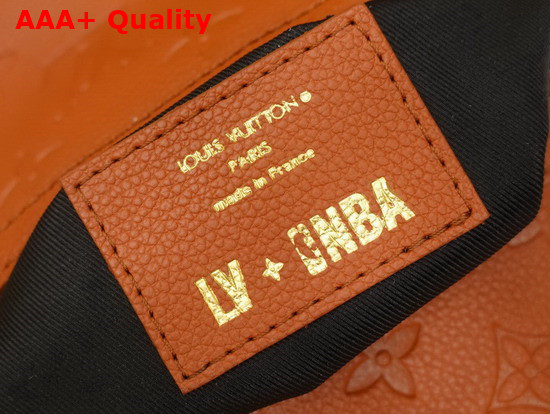 AAA+ Quality
LOUIS VUITTON
PARIS
made in France
LV NBA